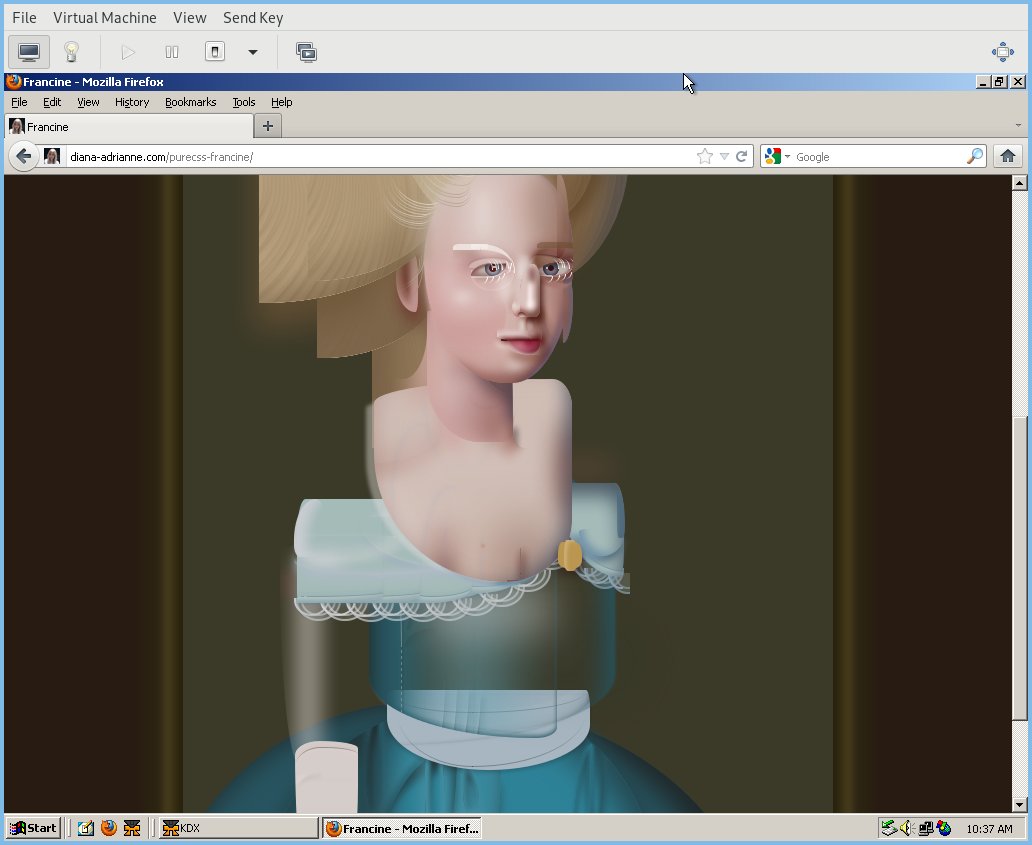 File Virtual Machine View Send Key
Francine - Mozilla Firefox
File Edit View History Bookmarks Tools Help
Francine
diana-adrianne.com/purecss-francine/ Google
Start KDX Francine - Mozilla Firef... 10:37 AM